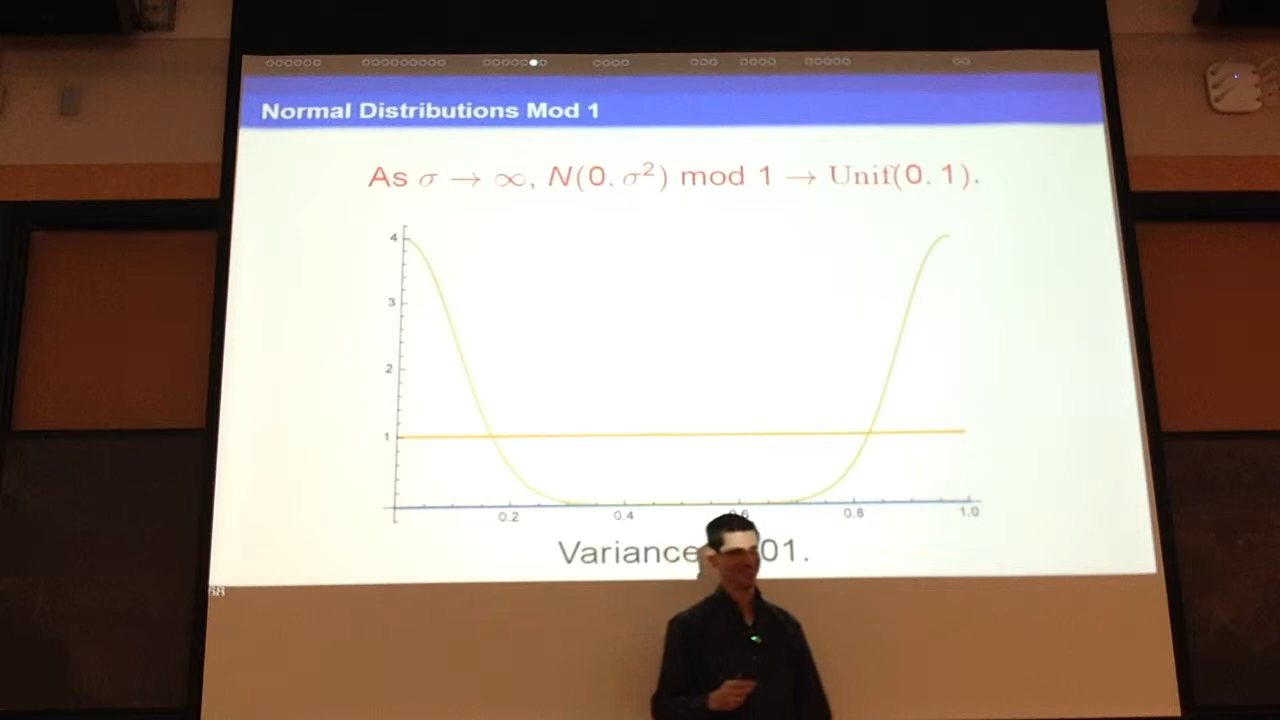 Normal Distributions Mod 1
As σ → ∞, N(0, σ²) mod 1 → Unif(0, 1).
4
3
2
1
0.2 0.4 0.8 1.0
Variance 01.